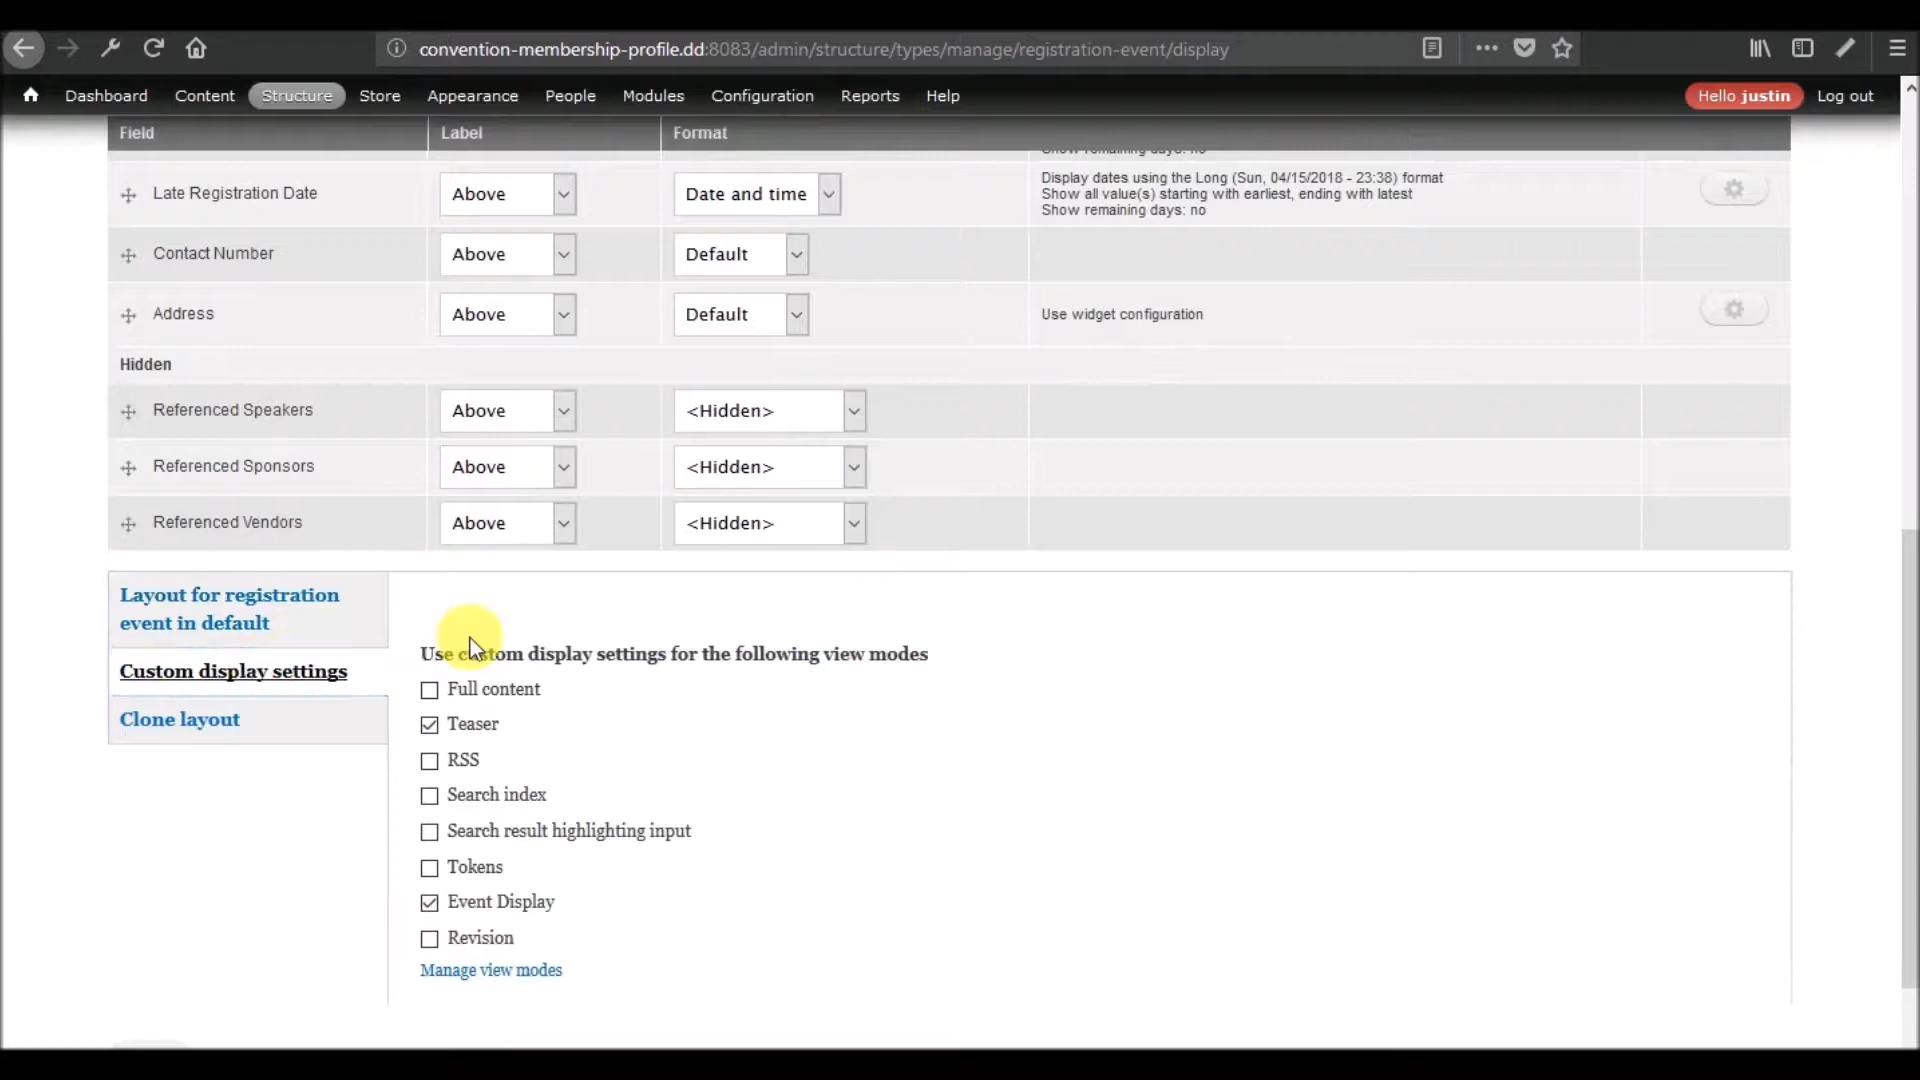 convention-membership-profile.dd:8083/admin/structure/types/manage/registration-event/display
Dashboard Content Structure Store Appearance People Modules Configuration Reports Help Hello justin Log out
Field Label Format
Show remaining days: no
Late Registration Date Above Date and time
Display dates using the Long (Sun, 04/15/2018 - 23:38) format
Show all value(s) starting with earliest, ending with latest
Show remaining days: no
Contact Number Above Default
Address Above Default Use widget configuration
Hidden
Referenced Speakers Above <Hidden>
Referenced Sponsors Above <Hidden>
Referenced Vendors Above <Hidden>
Layout for registration
event in default
Custom display settings
Clone layout
Use custom display settings for the following view modes
Full content
Teaser
RSS
Search index
Search result highlighting input
Tokens
Event Display
Revision
Manage view modes